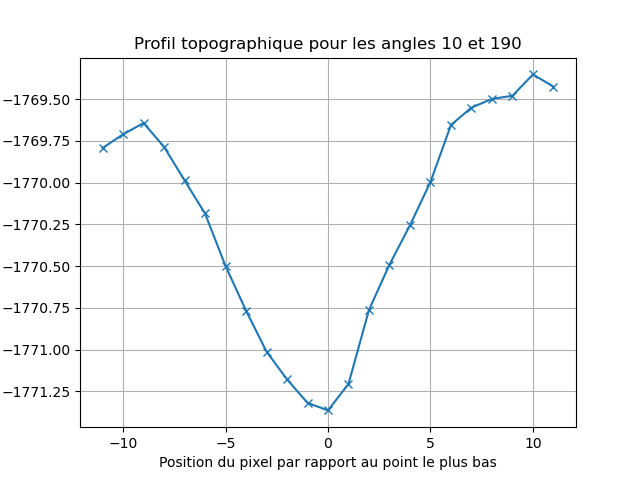 Profil topographique pour les angles 10 et 190
−1769.50
−1769.75
−1770.00
−1770.25
−1770.50
−1770.75
−1771.00
−1771.25
−10 −5 0 5 10
Position du pixel par rapport au point le plus bas